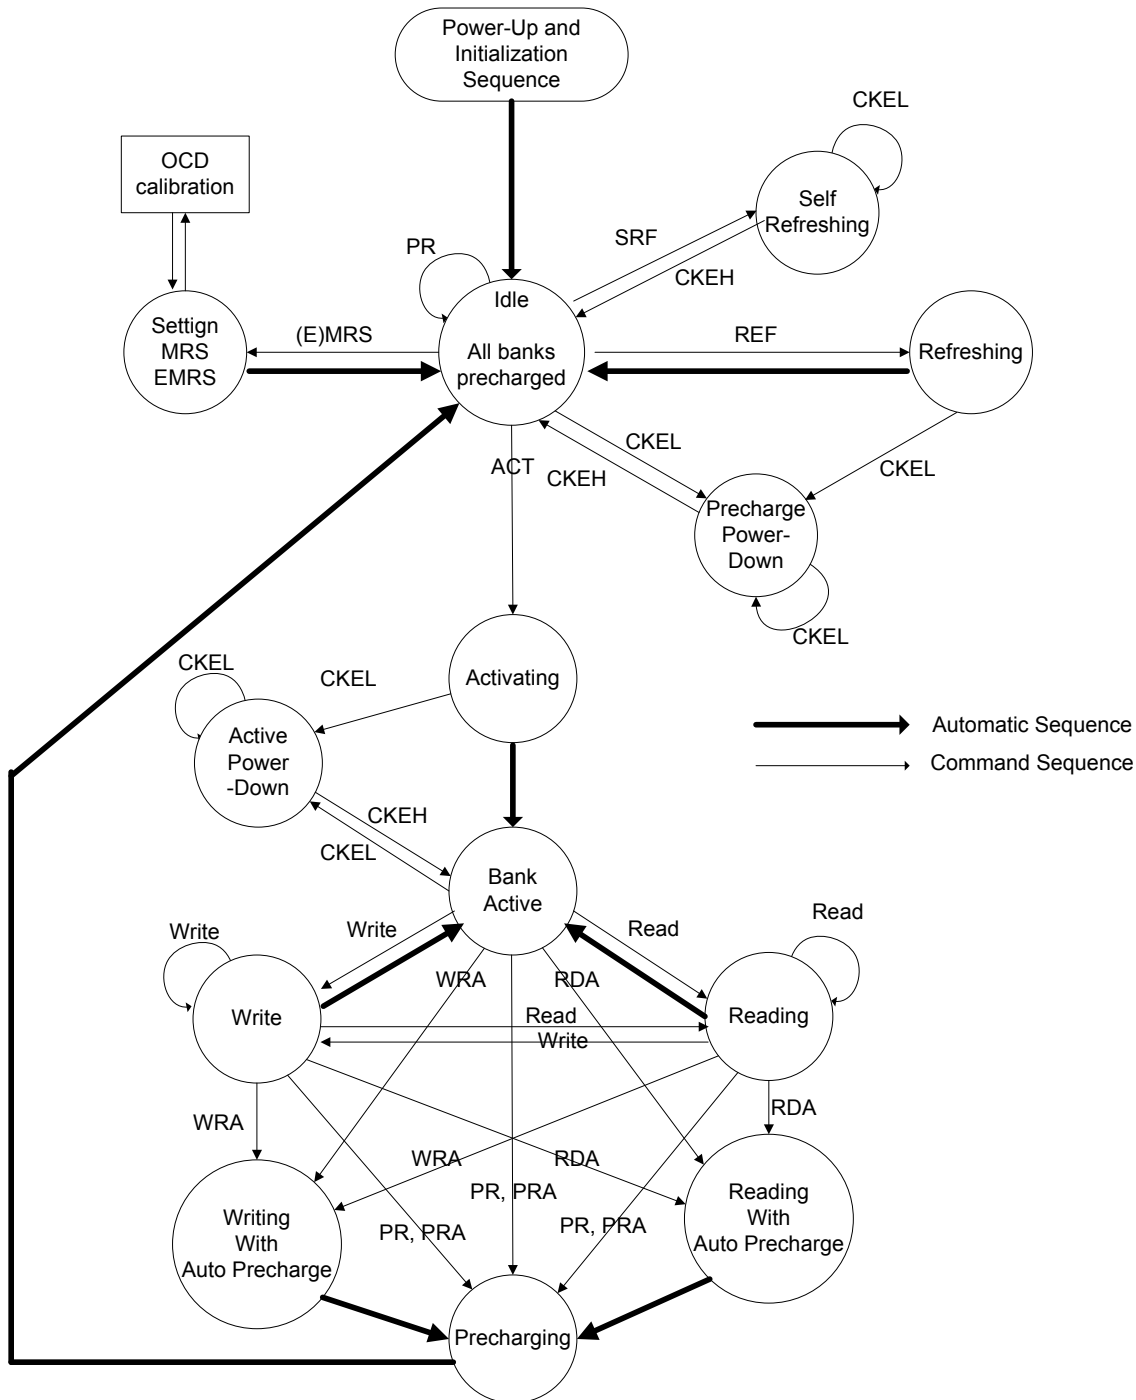 Power-Up and
Initialization
Sequence
CKEL
OCD
calibration
Self
Refreshing
SRF
PR
CKEH
Idle
Settign
MRS
EMRS
(E)MRS
All banks
precharged
REF
Refreshing
CKEL
ACT
CKEH
CKEL
Precharge
Power-
Down
CKEL
Activating
CKEL
CKEL
Active
Power
-Down
Automatic Sequence
Command Sequence
CKEH
CKEL
Bank
Active
Write
Write
Read
Read
WRA
RDA
Write
Read
Write
Reading
WRA
RDA
WRA
RDA
PR, PRA
PR, PRA
PR, PRA
Writing
With
Auto Precharge
Reading
With
Auto Precharge
Precharging